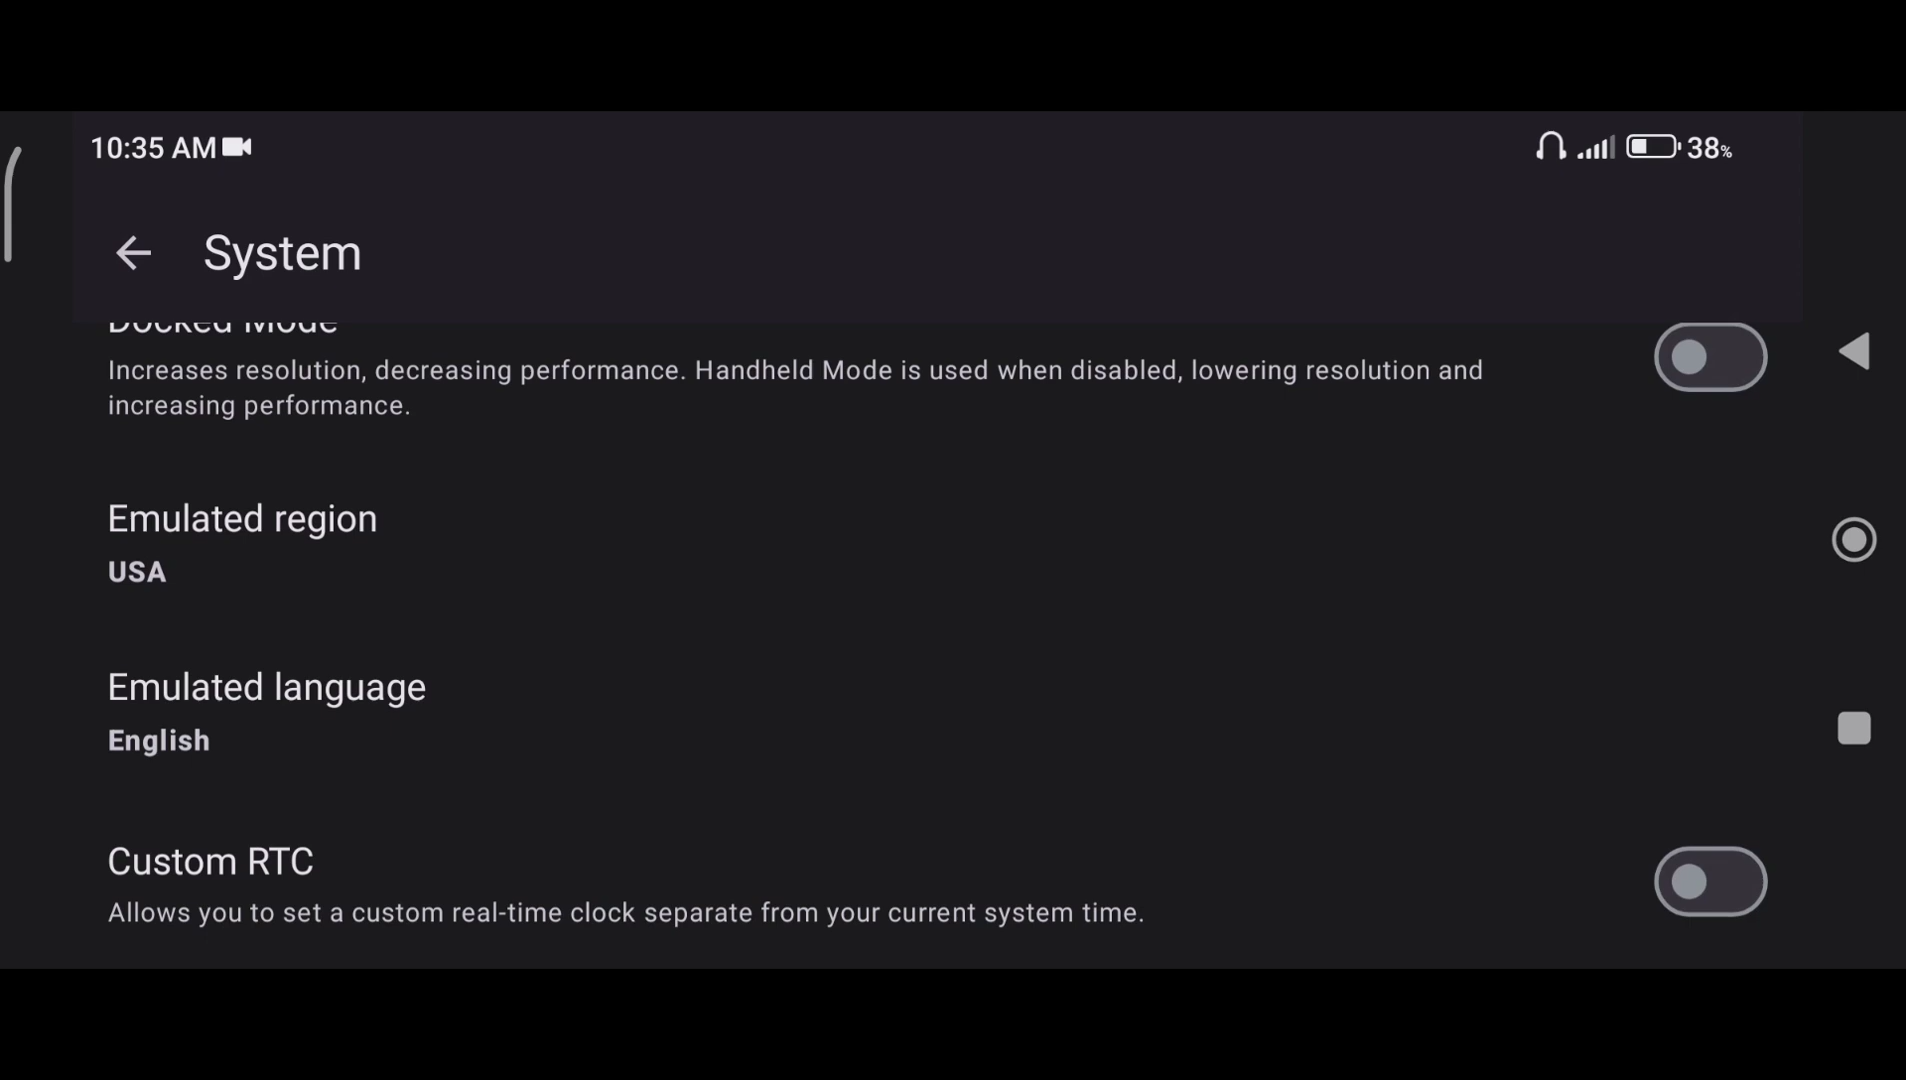 10:35 AM
38%
System
Docked Mode
Increases resolution, decreasing performance. Handheld Mode is used when disabled, lowering resolution and
increasing performance.
Emulated region
USA
Emulated language
English
Custom RTC
Allows you to set a custom real-time clock separate from your current system time.